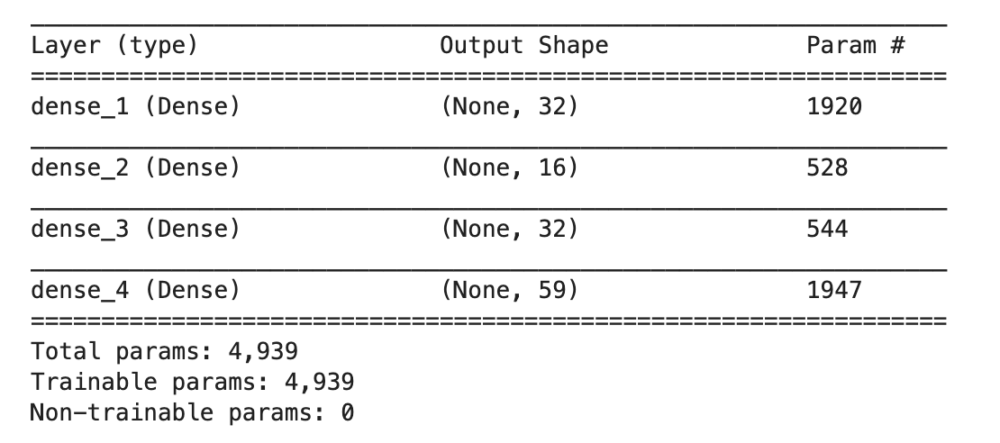 Layer (type) Output Shape Param #
dense_1 (Dense) (None, 32) 1920
dense_2 (Dense) (None, 16) 528
dense_3 (Dense) (None, 32) 544
dense_4 (Dense) (None, 59) 1947
Total params: 4,939
Trainable params: 4,939
Non-trainable params: 0